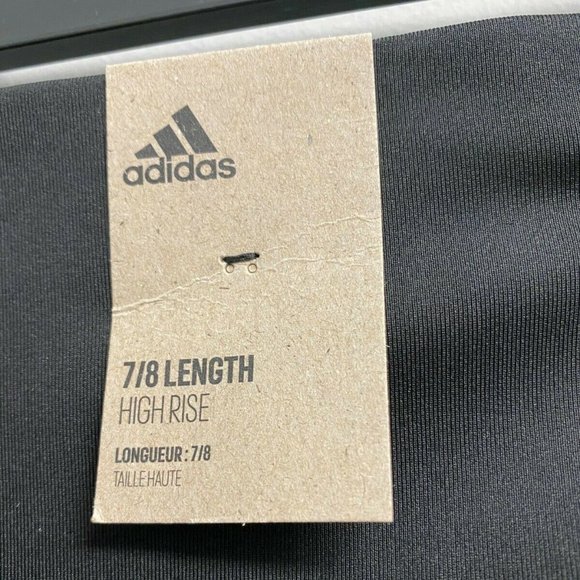 adidas
7/8 LENGTH
HIGH RISE
LONGUEUR : 7/8
TAILLE HAUTE